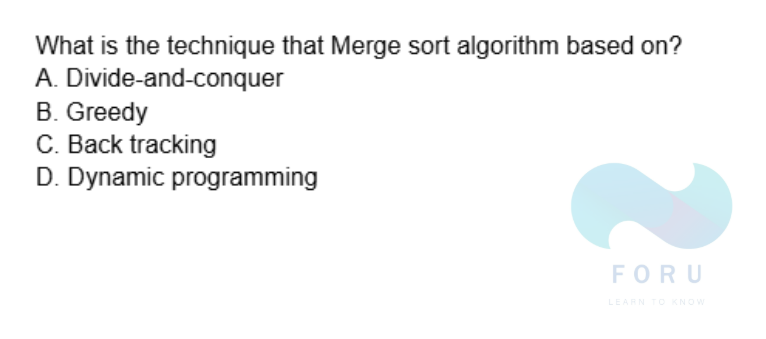 What is the technique that Merge sort algorithm based on?
A. Divide-and-conquer
B. Greedy
C. Back tracking
D. Dynamic programming
FORU
LEARN TO KNOW